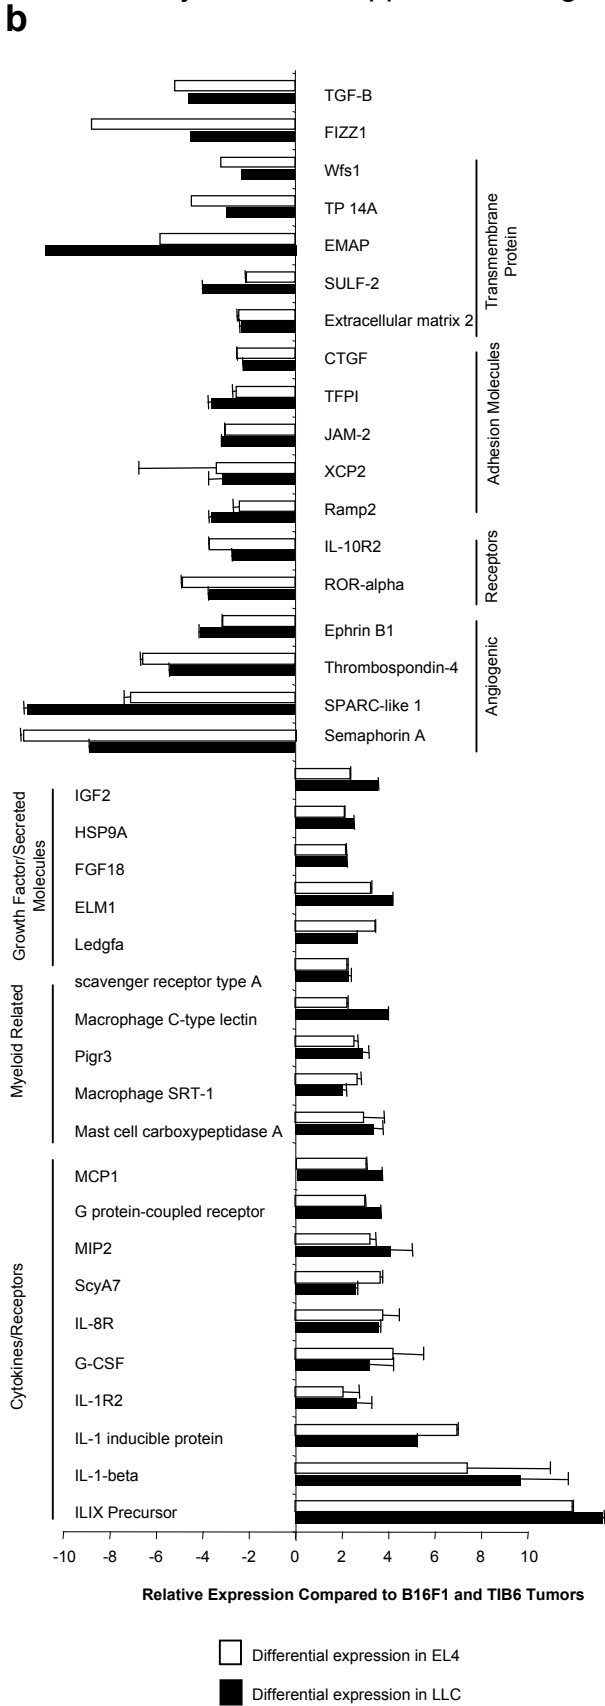 b
TGF-B
FIZZ1
Wfs1
TP 14A
EMAP
SULF-2
Extracellular matrix 2
Transmembrane
Protein
CTGF
TFPI
JAM-2
XCP2
Ramp2
Adhesion Molecules
IL-10R2
ROR-alpha
Receptors
Ephrin B1
Thrombospondin-4
SPARC-like 1
Semaphorin A
Angiogenic
Growth Factor/Secreted
Molecules
IGF2
HSP9A
FGF18
ELM1
Ledgfa
Myeloid Related
scavenger receptor type A
Macrophage C-type lectin
Pigr3
Macrophage SRT-1
Mast cell carboxypeptidase A
Cytokines/Receptors
MCP1
G protein-coupled receptor
MIP2
ScyA7
IL-8R
G-CSF
IL-1R2
IL-1 inducible protein
IL-1-beta
ILIX Precursor
-10 -8 -6 -4 -2 0 2 4 6 8 10
Relative Expression Compared to B16F1 and TIB6 Tumors
Differential expression in EL4
Differential expression in LLC